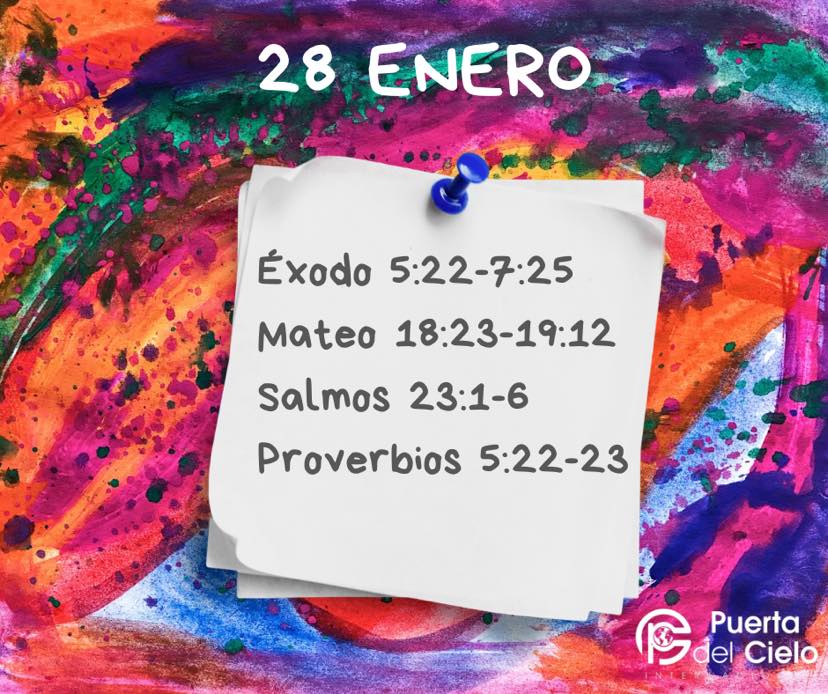 28 ENERO
Éxodo 5:22-7:25
Mateo 18:23-19:12
Salmos 23:1-6
Proverbios 5:22-23
Puerta
del Cielo